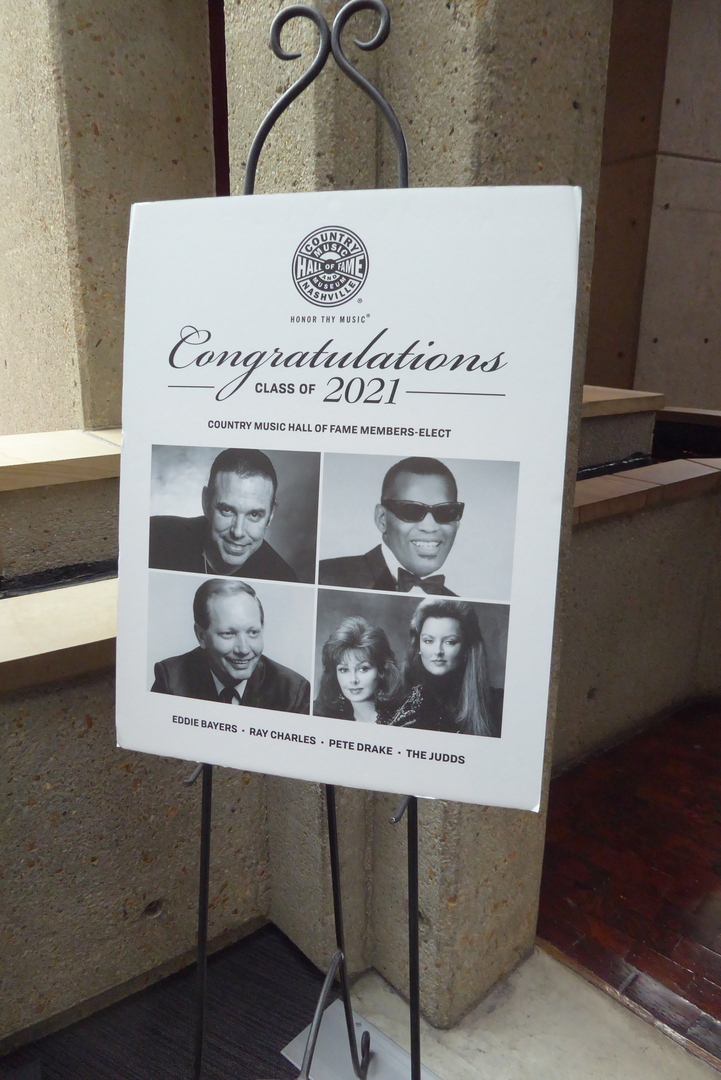 COUNTRY
MUSIC
HALL OF FAME
AND
MUSEUM
NASHVILLE
®
HONOR THY MUSIC®
Congratulations
CLASS OF 2021
COUNTRY MUSIC HALL OF FAME MEMBERS-ELECT
EDDIE BAYERS · RAY CHARLES · PETE DRAKE · THE JUDDS